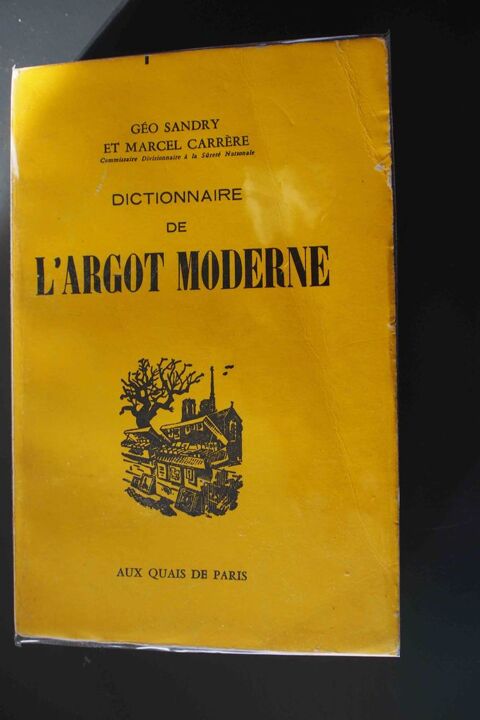 GÉO SANDRY
ET MARCEL CARRÈRE
Commissaire Divisionnaire à la Sûreté Nationale
DICTIONNAIRE
DE
L'ARGOT MODERNE
AUX QUAIS DE PARIS